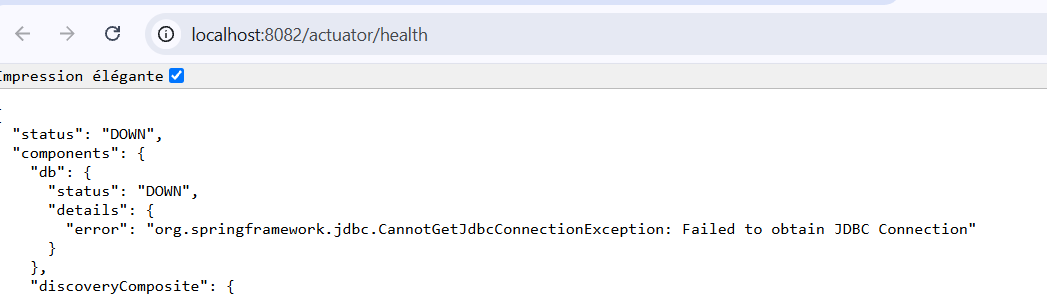 localhost:8082/actuator/health
Impression élégante
{
"status": "DOWN",
"components": {
"db": {
"status": "DOWN",
"details": {
"error": "org.springframework.jdbc.CannotGetJdbcConnectionException: Failed to obtain JDBC Connection"
}
},
"discoveryComposite": {